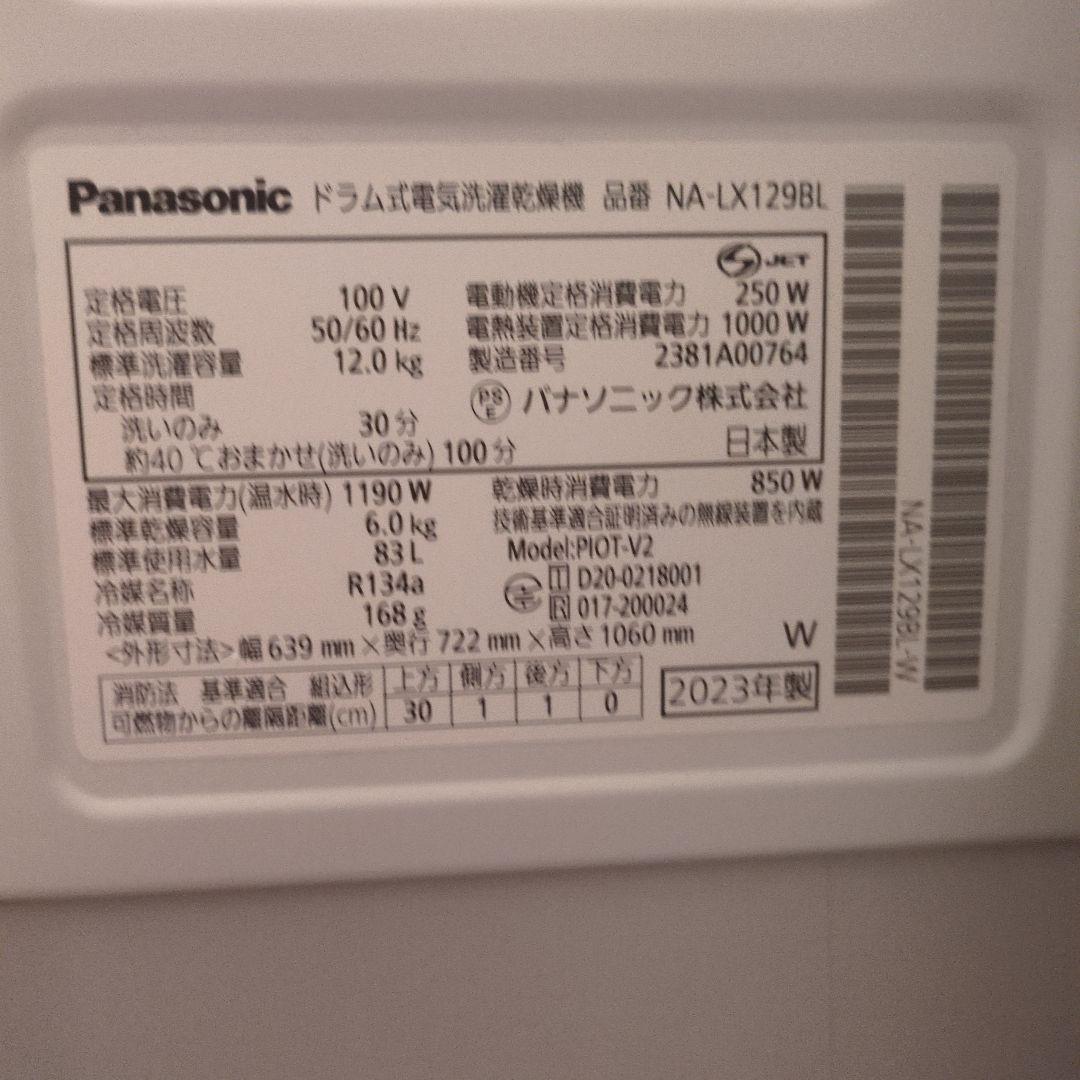 Panasonic ドラム式電気洗濯乾燥機 品番 NA-LX129BL
JET
定格電圧 100 V 電動機定格消費電力 250 W
定格周波数 50/60 Hz 電熱装置定格消費電力 1000 W
標準洗濯容量 12.0 kg 製造番号 2381A00764
定格時間 PS E パナソニック株式会社
洗いのみ 30 分 日本製
約40 ℃おまかせ(洗いのみ) 100 分
最大消費電力(温水時) 1190 W 乾燥時消費電力 850 W
標準乾燥容量 6.0 kg 技術基準適合証明済みの無線装置を内蔵
標準使用水量 83 L Model:PIOT-V2
冷媒名称 R134a T D20-0218001
冷媒質量 168 g R 017-200024
<外形寸法> 幅 639 mm × 奥行 722 mm × 高さ 1060 mm W
消防法 基準適合 組込形 上方 側方 後方 下方
可燃物からの離隔距離(cm) 30 1 1 0
2023年製
NA-LX129BL-W